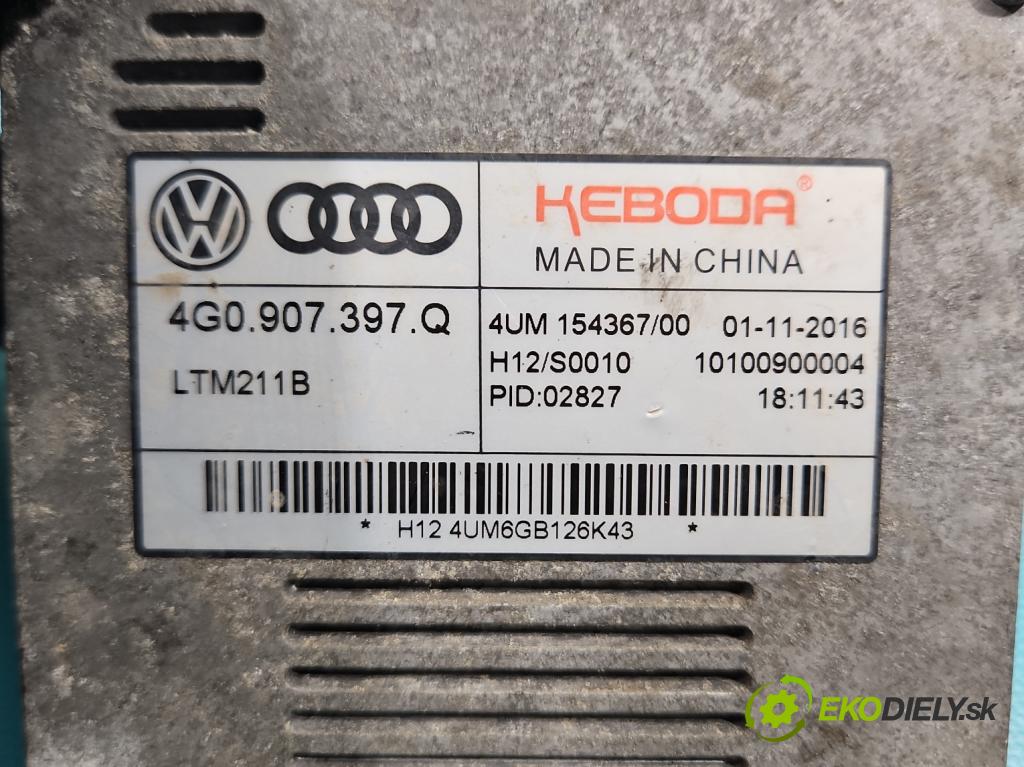 KEBODA®
MADE IN CHINA
4G0.907.397.Q
LTM211B
4UM 154367/00 01-11-2016
H12/S0010 10100900004
PID:02827 18:11:43
* H12 4UM6GB126K43 *
EKODIELY.sk